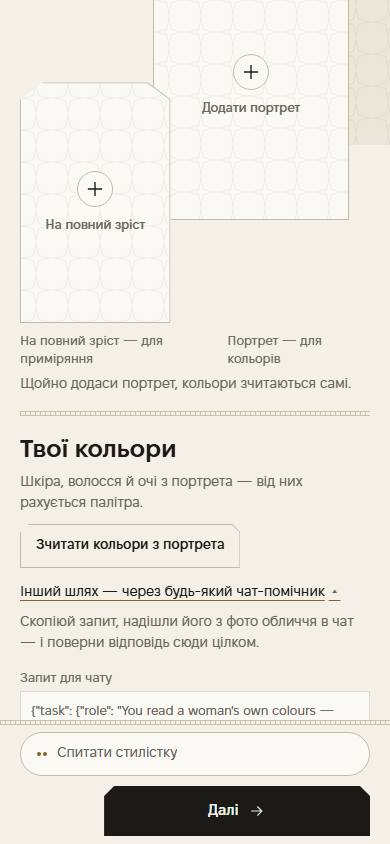 Додати портрет
На повний зріст
На повний зріст — для
приміряння
Портрет — для
кольорів
Щойно додаси портрет, кольори зчитаються самі.
Твої кольори
Шкіра, волосся й очі з портрета — від них
рахується палітра.
Зчитати кольори з портрета
Інший шлях — через будь-який чат-помічник
Скопіюй запит, надішли його з фото обличчя в чат
— і поверни відповідь сюди цілком.
Запит для чату
{"task": {"role": "You read a woman's own colours —
Спитати стилістку
Далі →